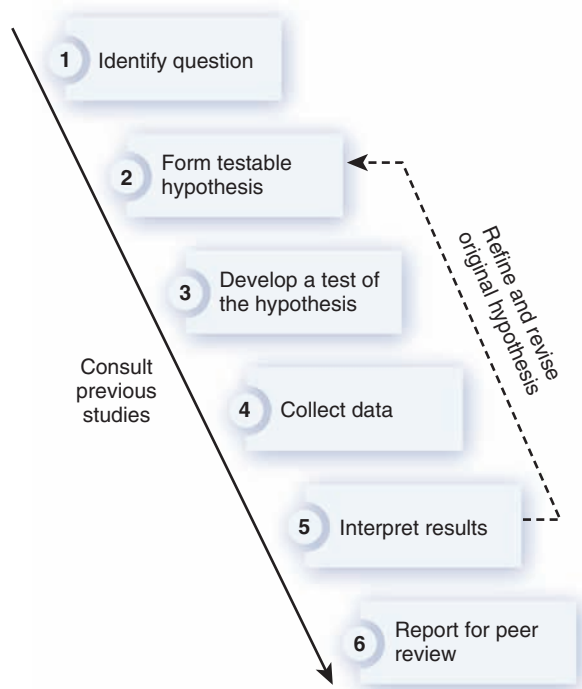 1 Identify question
2 Form testable
hypothesis
3 Develop a test of
the hypothesis
Consult
previous
studies
4 Collect data
Refine and revise
original hypothesis
5 Interpret results
6 Report for peer
review